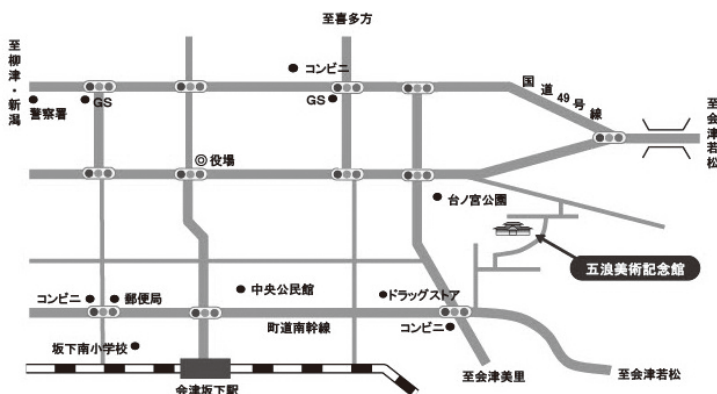 至喜多方
至柳津・新潟
コンビニ
国道49号線
GS
GS
警察署
至会津若松
役場
台ノ宮公園
五浪美術記念館
中央公民館
ドラッグストア
コンビニ
郵便局
町道南幹線
コンビニ
坂下南小学校
会津坂下駅
至会津美里
至会津若松